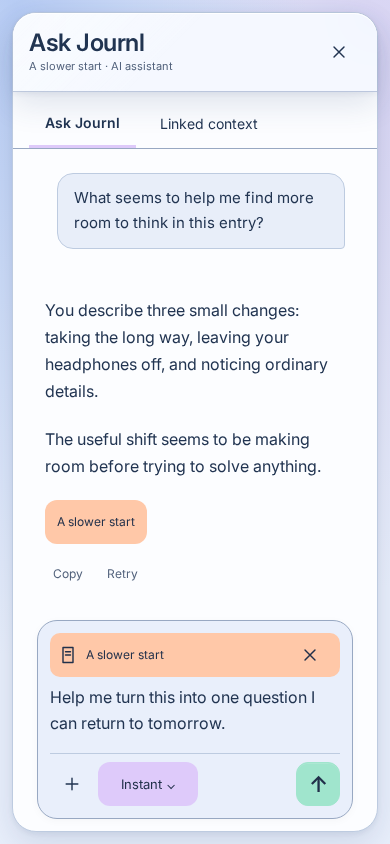 Ask Journl
A slower start · AI assistant
Ask Journl
Linked context
What seems to help me find more
room to think in this entry?
You describe three small changes:
taking the long way, leaving your
headphones off, and noticing ordinary
details.
The useful shift seems to be making
room before trying to solve anything.
A slower start
Copy
Retry
A slower start
Help me turn this into one question I
can return to tomorrow.
Instant